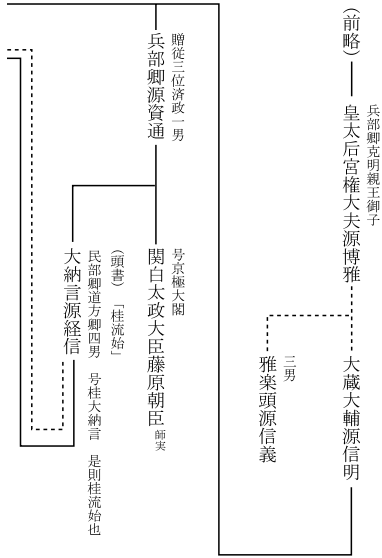 （前略）
兵部卿克明親王御子
皇太后宮権大夫源博雅
大蔵大輔源信明
三男
雅楽頭源信義
贈従三位済政一男
兵部卿源資通
号京極大閤
関白太政大臣藤原朝臣師実
（頭書）「桂流始」
民部卿道方卿四男　号桂大納言　是則桂流始也
大納言源経信